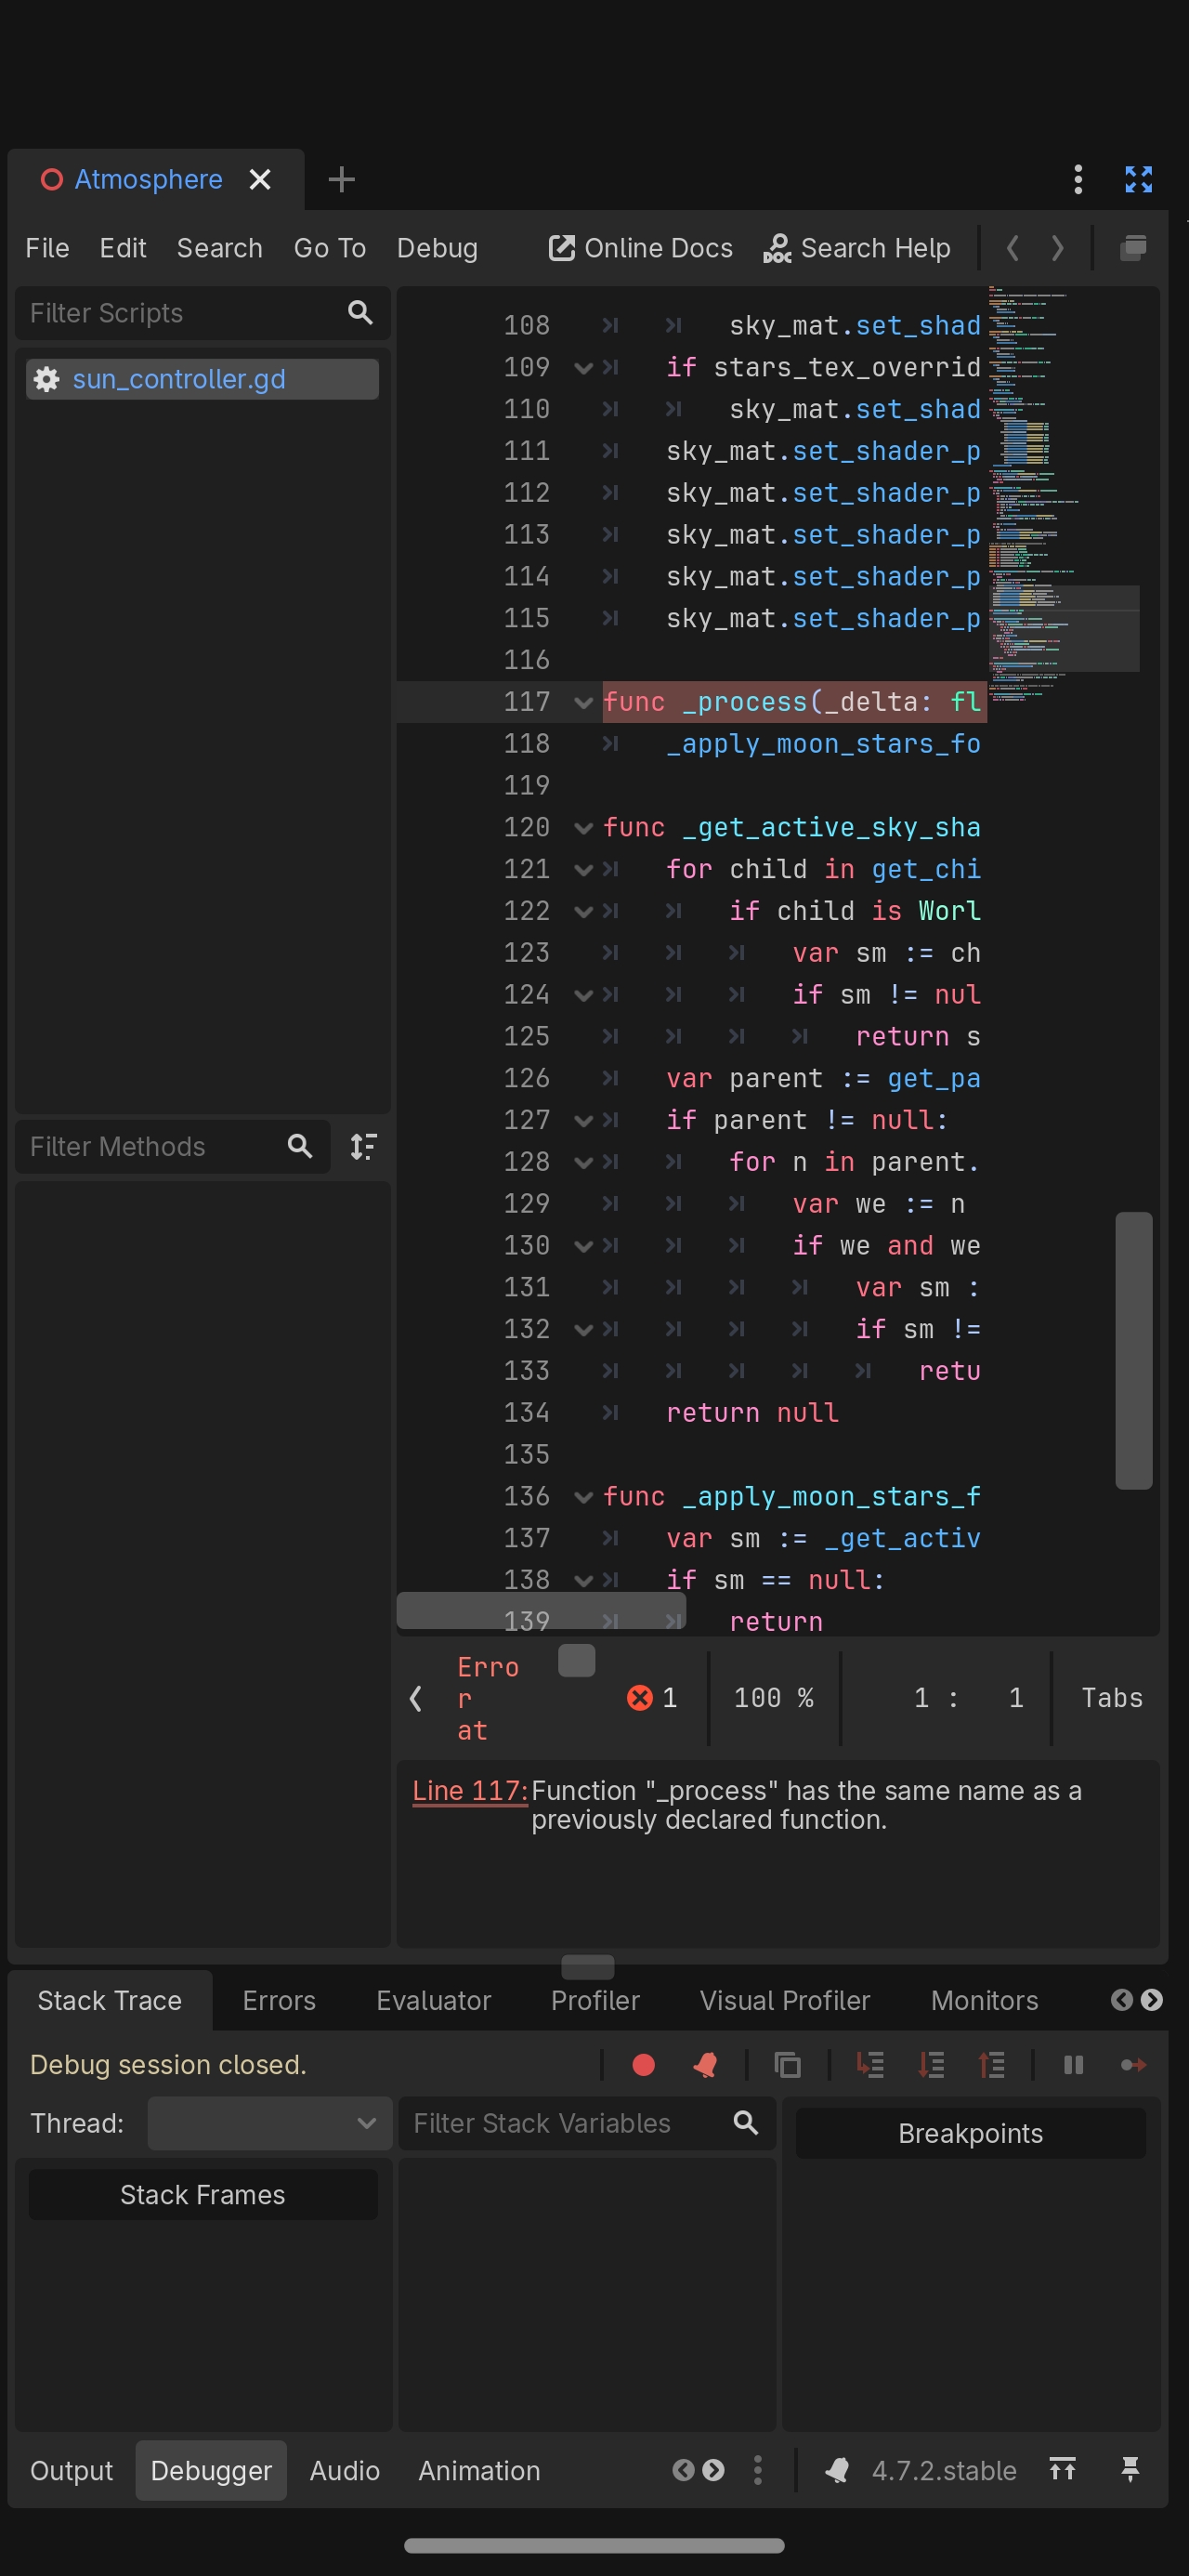 Atmosphere
File Edit Search Go To Debug Online Docs Search Help
Filter Scripts
sun_controller.gd
Filter Methods
108 sky_mat.set_shad
109 if stars_tex_overrid
110 sky_mat.set_shad
111 sky_mat.set_shader_p
112 sky_mat.set_shader_p
113 sky_mat.set_shader_p
114 sky_mat.set_shader_p
115 sky_mat.set_shader_p
116
117 func _process(_delta: fl
118 _apply_moon_stars_fo
119
120 func _get_active_sky_sha
121 for child in get_chi
122 if child is Worl
123 var sm := ch
124 if sm != nul
125 return s
126 var parent := get_pa
127 if parent != null:
128 for n in parent.
129 var we := n
130 if we and we
131 var sm :
132 if sm !=
133 retu
134 return null
135
136 func _apply_moon_stars_f
137 var sm := _get_activ
138 if sm == null:
139 return
Erro
r
at
1 100 % 1 : 1 Tabs
Line 117: Function "_process" has the same name as a
previously declared function.
Stack Trace Errors Evaluator Profiler Visual Profiler Monitors
Debug session closed.
Thread: Filter Stack Variables Breakpoints
Stack Frames
Output Debugger Audio Animation 4.7.2.stable